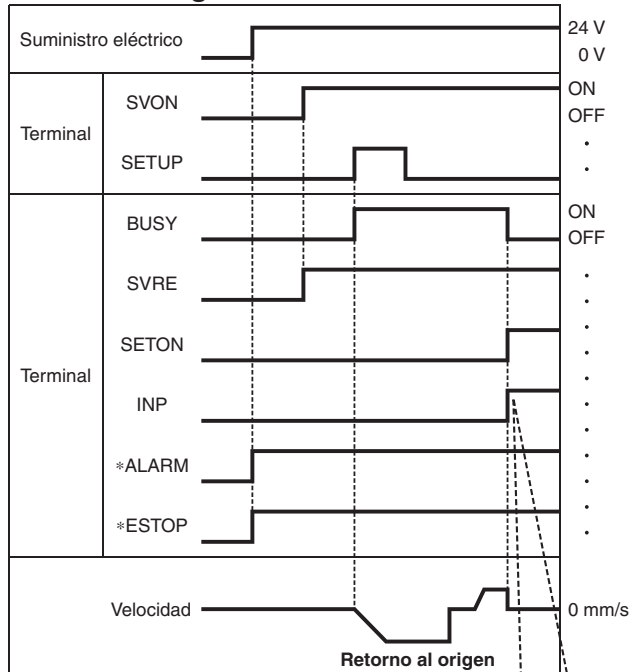 Suministro eléctrico
24 V
0 V
Terminal
SVON
ON
OFF
SETUP
Terminal
BUSY
ON
OFF
SVRE
SETON
INP
*ALARM
*ESTOP
Velocidad
0 mm/s
Retorno al origen